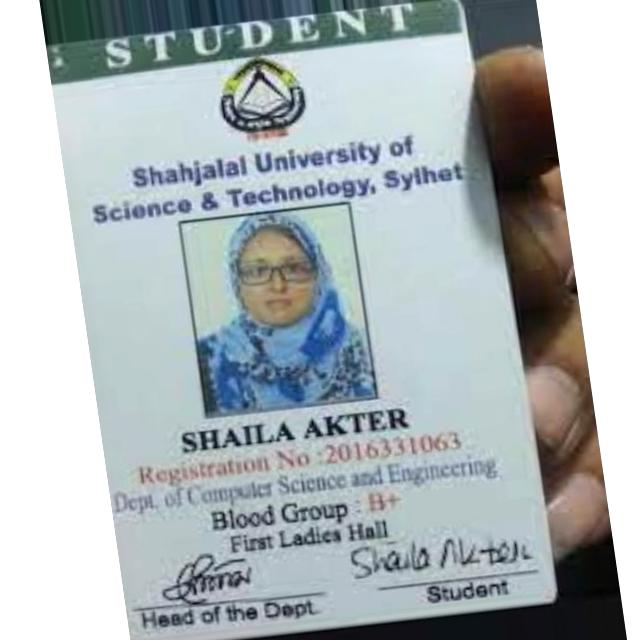 STUDENT
Shahjalal University of
Science & Technology, Sylhet
SHAILA AKTER
Registration No :2016331063
Dept. of Computer Science and Engineering
Blood Group : B+
First Ladies Hall
Shaila Akter
Head of the Dept.
Student